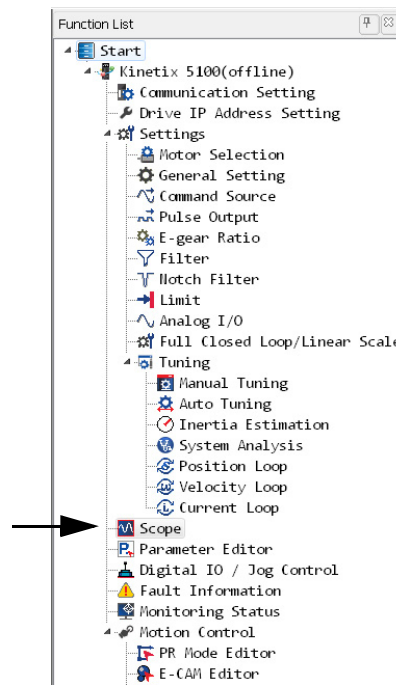 Function List
Start
Kinetix 5100(offline)
Communication Setting
Drive IP Address Setting
Settings
Motor Selection
General Setting
Command Source
Pulse Output
E-gear Ratio
Filter
Notch Filter
Limit
Analog I/O
Full Closed Loop/Linear Scale
Tuning
Manual Tuning
Auto Tuning
Inertia Estimation
System Analysis
Position Loop
Velocity Loop
Current Loop
Scope
Parameter Editor
Digital IO / Jog Control
Fault Information
Monitoring Status
Motion Control
PR Mode Editor
E-CAM Editor